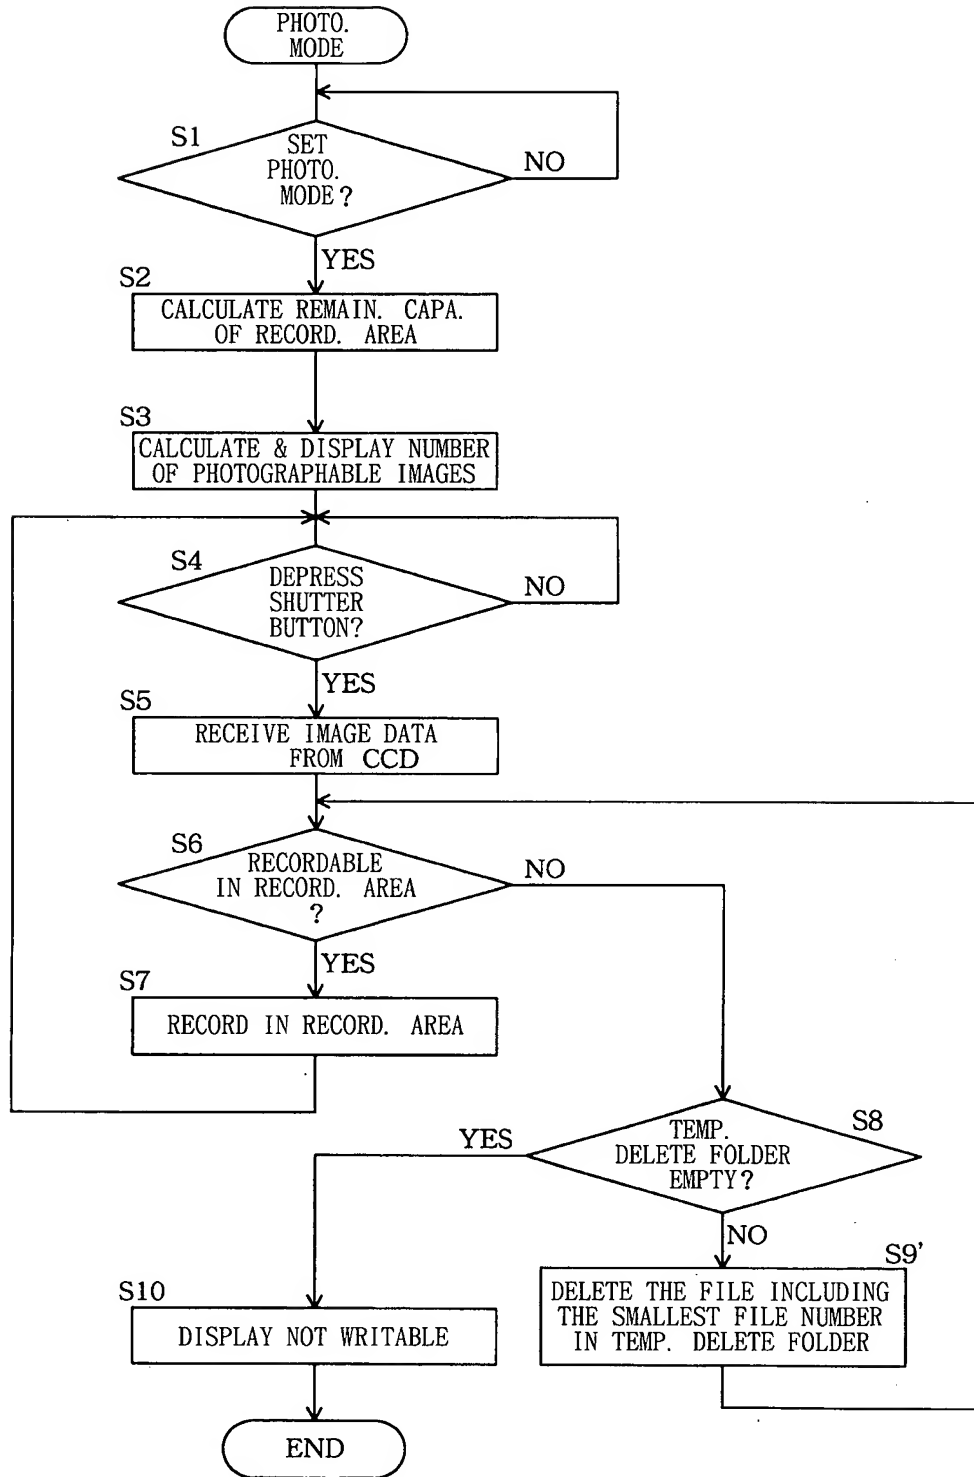 PHOTO.
MODE
S1
SET
PHOTO.
MODE?
NO
YES
S2
CALCULATE REMAIN. CAPA.
OF RECORD. AREA
S3
CALCULATE & DISPLAY NUMBER
OF PHOTOGRAPHABLE IMAGES
S4
DEPRESS
SHUTTER
BUTTON?
NO
YES
S5
RECEIVE IMAGE DATA
FROM CCD
S6
RECORDABLE
IN RECORD. AREA
?
NO
YES
S7
RECORD IN RECORD. AREA
S8
TEMP.
DELETE FOLDER
EMPTY?
YES
NO
S9'
DELETE THE FILE INCLUDING
THE SMALLEST FILE NUMBER
IN TEMP. DELETE FOLDER
S10
DISPLAY NOT WRITABLE
END